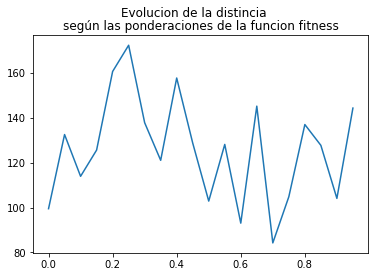 Evolucion de la distincia
según las ponderaciones de la funcion fitness
160
140
120
100
80
0.0 0.2 0.4 0.6 0.8